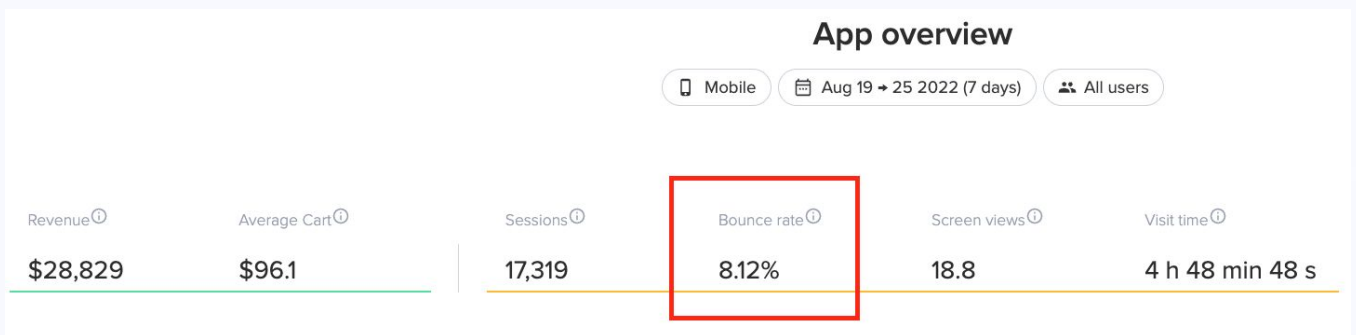 App overview
Mobile
Aug 19 → 25 2022 (7 days)
All users
Revenue
Average Cart
Sessions
Bounce rate
Screen views
Visit time
$28,829
$96.1
17,319
8.12%
18.8
4 h 48 min 48 s